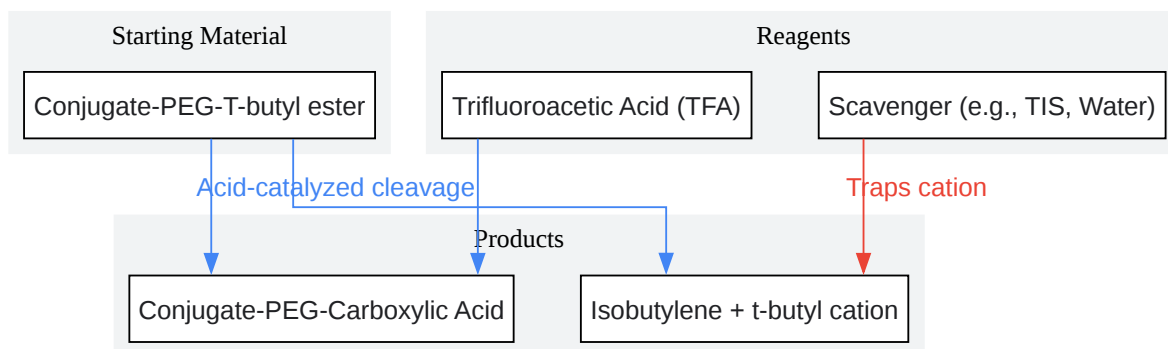 Starting Material
Reagents
Conjugate-PEG-T-butyl ester
Trifluoroacetic Acid (TFA)
Scavenger (e.g., TIS, Water)
Acid-catalyzed cleavage
Traps cation
Products
Conjugate-PEG-Carboxylic Acid
Isobutylene + t-butyl cation